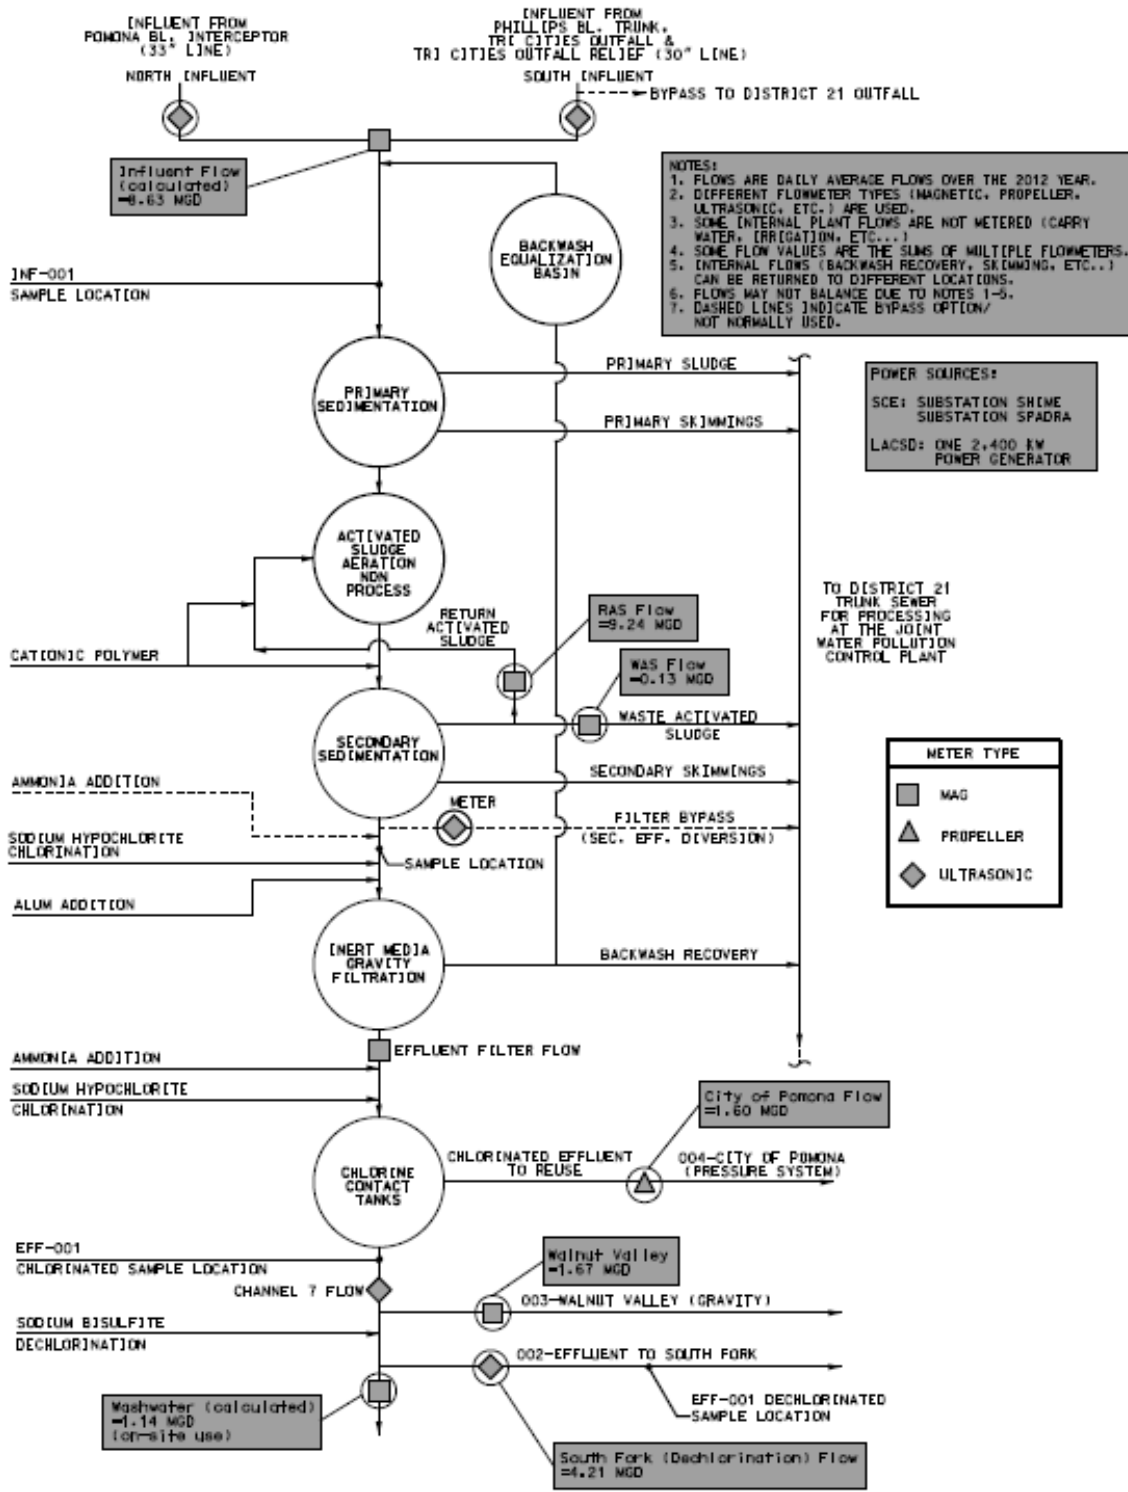 INFLUENT FROM
POMONA BL. INTERCEPTOR
(33" LINE)
NORTH INFLUENT
INFLUENT FROM
PHILLIPS BL. TRUNK,
TRI CITIES OUTFALL &
TRI CITIES OUTFALL RELIEF (30" LINE)
SOUTH INFLUENT
BYPASS TO DISTRICT 21 OUTFALL
Influent Flow
(calculated)
=8.63 MGD
NOTES:
1. FLOWS ARE DAILY AVERAGE FLOWS OVER THE 2012 YEAR.
2. DIFFERENT FLOWMETER TYPES (MAGNETIC, PROPELLER,
ULTRASONIC, ETC.) ARE USED.
3. SOME INTERNAL PLANT FLOWS ARE NOT METERED (CARRY
WATER, IRRIGATION, ETC...)
4. SOME FLOW VALUES ARE THE SUMS OF MULTIPLE FLOWMETERS.
5. INTERNAL FLOWS (BACKWASH RECOVERY, SKIMMING, ETC..)
CAN BE RETURNED TO DIFFERENT LOCATIONS.
6. FLOWS MAY NOT BALANCE DUE TO NOTES 1-5.
7. DASHED LINES INDICATE BYPASS OPTION/
NOT NORMALLY USED.
BACKWASH
EQUALIZATION
BASIN
INF-001
SAMPLE LOCATION
PRIMARY
SEDIMENTATION
PRIMARY SLUDGE
PRIMARY SKIMMINGS
POWER SOURCES:
SCE: SUBSTATION SHIME
SUBSTATION SPADRA
LACSD: ONE 2,400 KW
POWER GENERATOR
ACTIVATED
SLUDGE
AERATION
NDN
PROCESS
RETURN
ACTIVATED
SLUDGE
RAS Flow
=9.24 MGD
WAS Flow
=0.13 MGD
TO DISTRICT 21
TRUNK SEWER
FOR PROCESSING
AT THE JOINT
WATER POLLUTION
CONTROL PLANT
CATIONIC POLYMER
SECONDARY
SEDIMENTATION
WASTE ACTIVATED
SLUDGE
SECONDARY SKIMMINGS
METER TYPE
MAG
PROPELLER
ULTRASONIC
AMMONIA ADDITION
METER
FILTER BYPASS
(SEC. EFF. DIVERSION)
SODIUM HYPOCHLORITE
CHLORINATION
SAMPLE LOCATION
ALUM ADDITION
INERT MEDIA
GRAVITY
FILTRATION
BACKWASH RECOVERY
EFFLUENT FILTER FLOW
AMMONIA ADDITION
SODIUM HYPOCHLORITE
CHLORINATION
City of Pomona Flow
=1.60 MGD
CHLORINE
CONTACT
TANKS
CHLORINATED EFFLUENT
TO REUSE
004-CITY OF POMONA
(PRESSURE SYSTEM)
EFF-001
CHLORINATED SAMPLE LOCATION
CHANNEL 7 FLOW
Walnut Valley
=1.67 MGD
003-WALNUT VALLEY (GRAVITY)
SODIUM BISULFITE
DECHLORINATION
002-EFFLUENT TO SOUTH FORK
EFF-001 DECHLORINATED
SAMPLE LOCATION
Washwater (calculated)
=1.14 MGD
(on-site use)
South Fork (Dechlorination) Flow
=4.21 MGD